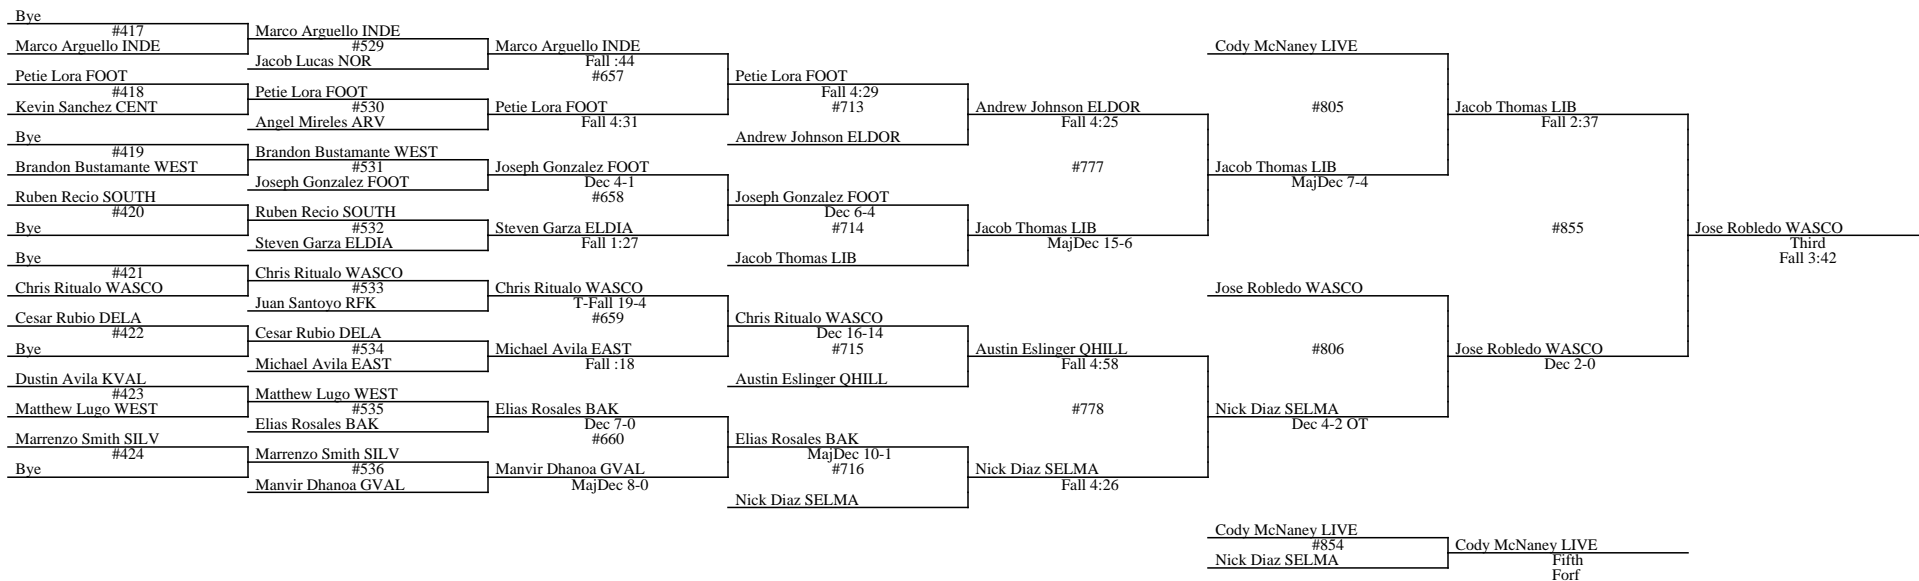 Bye
#417
Marco Arguello INDE
Petie Lora FOOT
#418
Kevin Sanchez CENT
Bye
#419
Brandon Bustamante WEST
Ruben Recio SOUTH
#420
Bye
Bye
#421
Chris Ritualo WASCO
Cesar Rubio DELA
#422
Bye
Dustin Avila KVAL
#423
Matthew Lugo WEST
Marrenzo Smith SILV
#424
Bye
Marco Arguello INDE
#529
Jacob Lucas NOR
Petie Lora FOOT
#530
Angel Mireles ARV
Brandon Bustamante WEST
#531
Joseph Gonzalez FOOT
Ruben Recio SOUTH
#532
Steven Garza ELDIA
Chris Ritualo WASCO
#533
Juan Santoyo RFK
Cesar Rubio DELA
#534
Michael Avila EAST
Matthew Lugo WEST
#535
Elias Rosales BAK
Marrenzo Smith SILV
#536
Manvir Dhanoa GVAL
Marco Arguello INDE
Fall :44
#657
Petie Lora FOOT
Fall 4:31
Joseph Gonzalez FOOT
Dec 4-1
#658
Steven Garza ELDIA
Fall 1:27
Chris Ritualo WASCO
T-Fall 19-4
#659
Michael Avila EAST
Fall :18
Elias Rosales BAK
Dec 7-0
#660
Manvir Dhanoa GVAL
MajDec 8-0
Petie Lora FOOT
Fall 4:29
#713
Andrew Johnson ELDOR
Joseph Gonzalez FOOT
Dec 6-4
#714
Jacob Thomas LIB
Chris Ritualo WASCO
Dec 16-14
#715
Austin Eslinger QHILL
Elias Rosales BAK
MajDec 10-1
#716
Nick Diaz SELMA
Andrew Johnson ELDOR
Fall 4:25
#777
Jacob Thomas LIB
MajDec 15-6
Austin Eslinger QHILL
Fall 4:58
#778
Nick Diaz SELMA
Fall 4:26
Cody McNaney LIVE
#805
Jacob Thomas LIB
MajDec 7-4
Jose Robledo WASCO
#806
Nick Diaz SELMA
Dec 4-2 OT
Jacob Thomas LIB
Fall 2:37
#855
Jose Robledo WASCO
Dec 2-0
Jose Robledo WASCO
Third
Fall 3:42
Cody McNaney LIVE
#854
Nick Diaz SELMA
Cody McNaney LIVE
Fifth
Forf